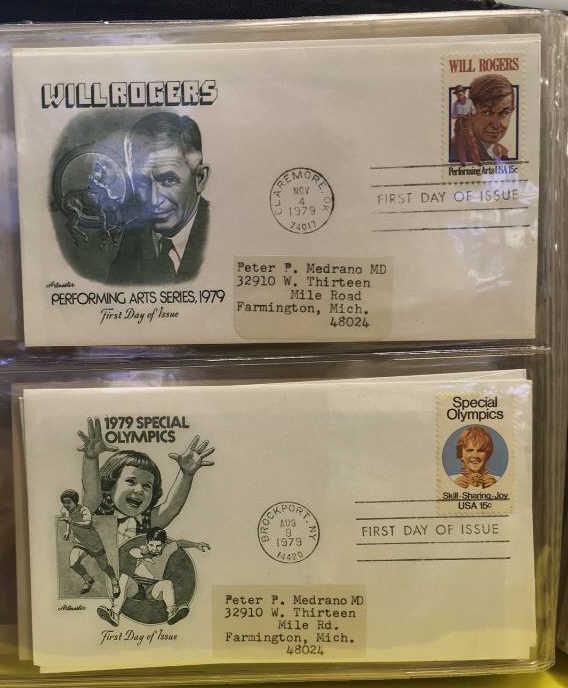 WILL ROGERS
WILL ROGERS
Performing Arts USA 15c
CLAREMORE, OK
NOV
4
1979
74017
FIRST DAY OF ISSUE
Peter P. Medrano MD
32910 W. Thirteen
Mile Road
Farmington, Mich.
48024
Artmaster
PERFORMING ARTS SERIES, 1979
First Day of Issue
1979 SPECIAL
OLYMPICS
Special
Olympics
Skill·Sharing·Joy
USA 15c
BROCKPORT, NY
AUG
9
1979
14420
FIRST DAY OF ISSUE
Artmaster
First Day of Issue
Peter P. Medrano MD
32910 W. Thirteen
Mile Rd.
Farmington, Mich.
48024